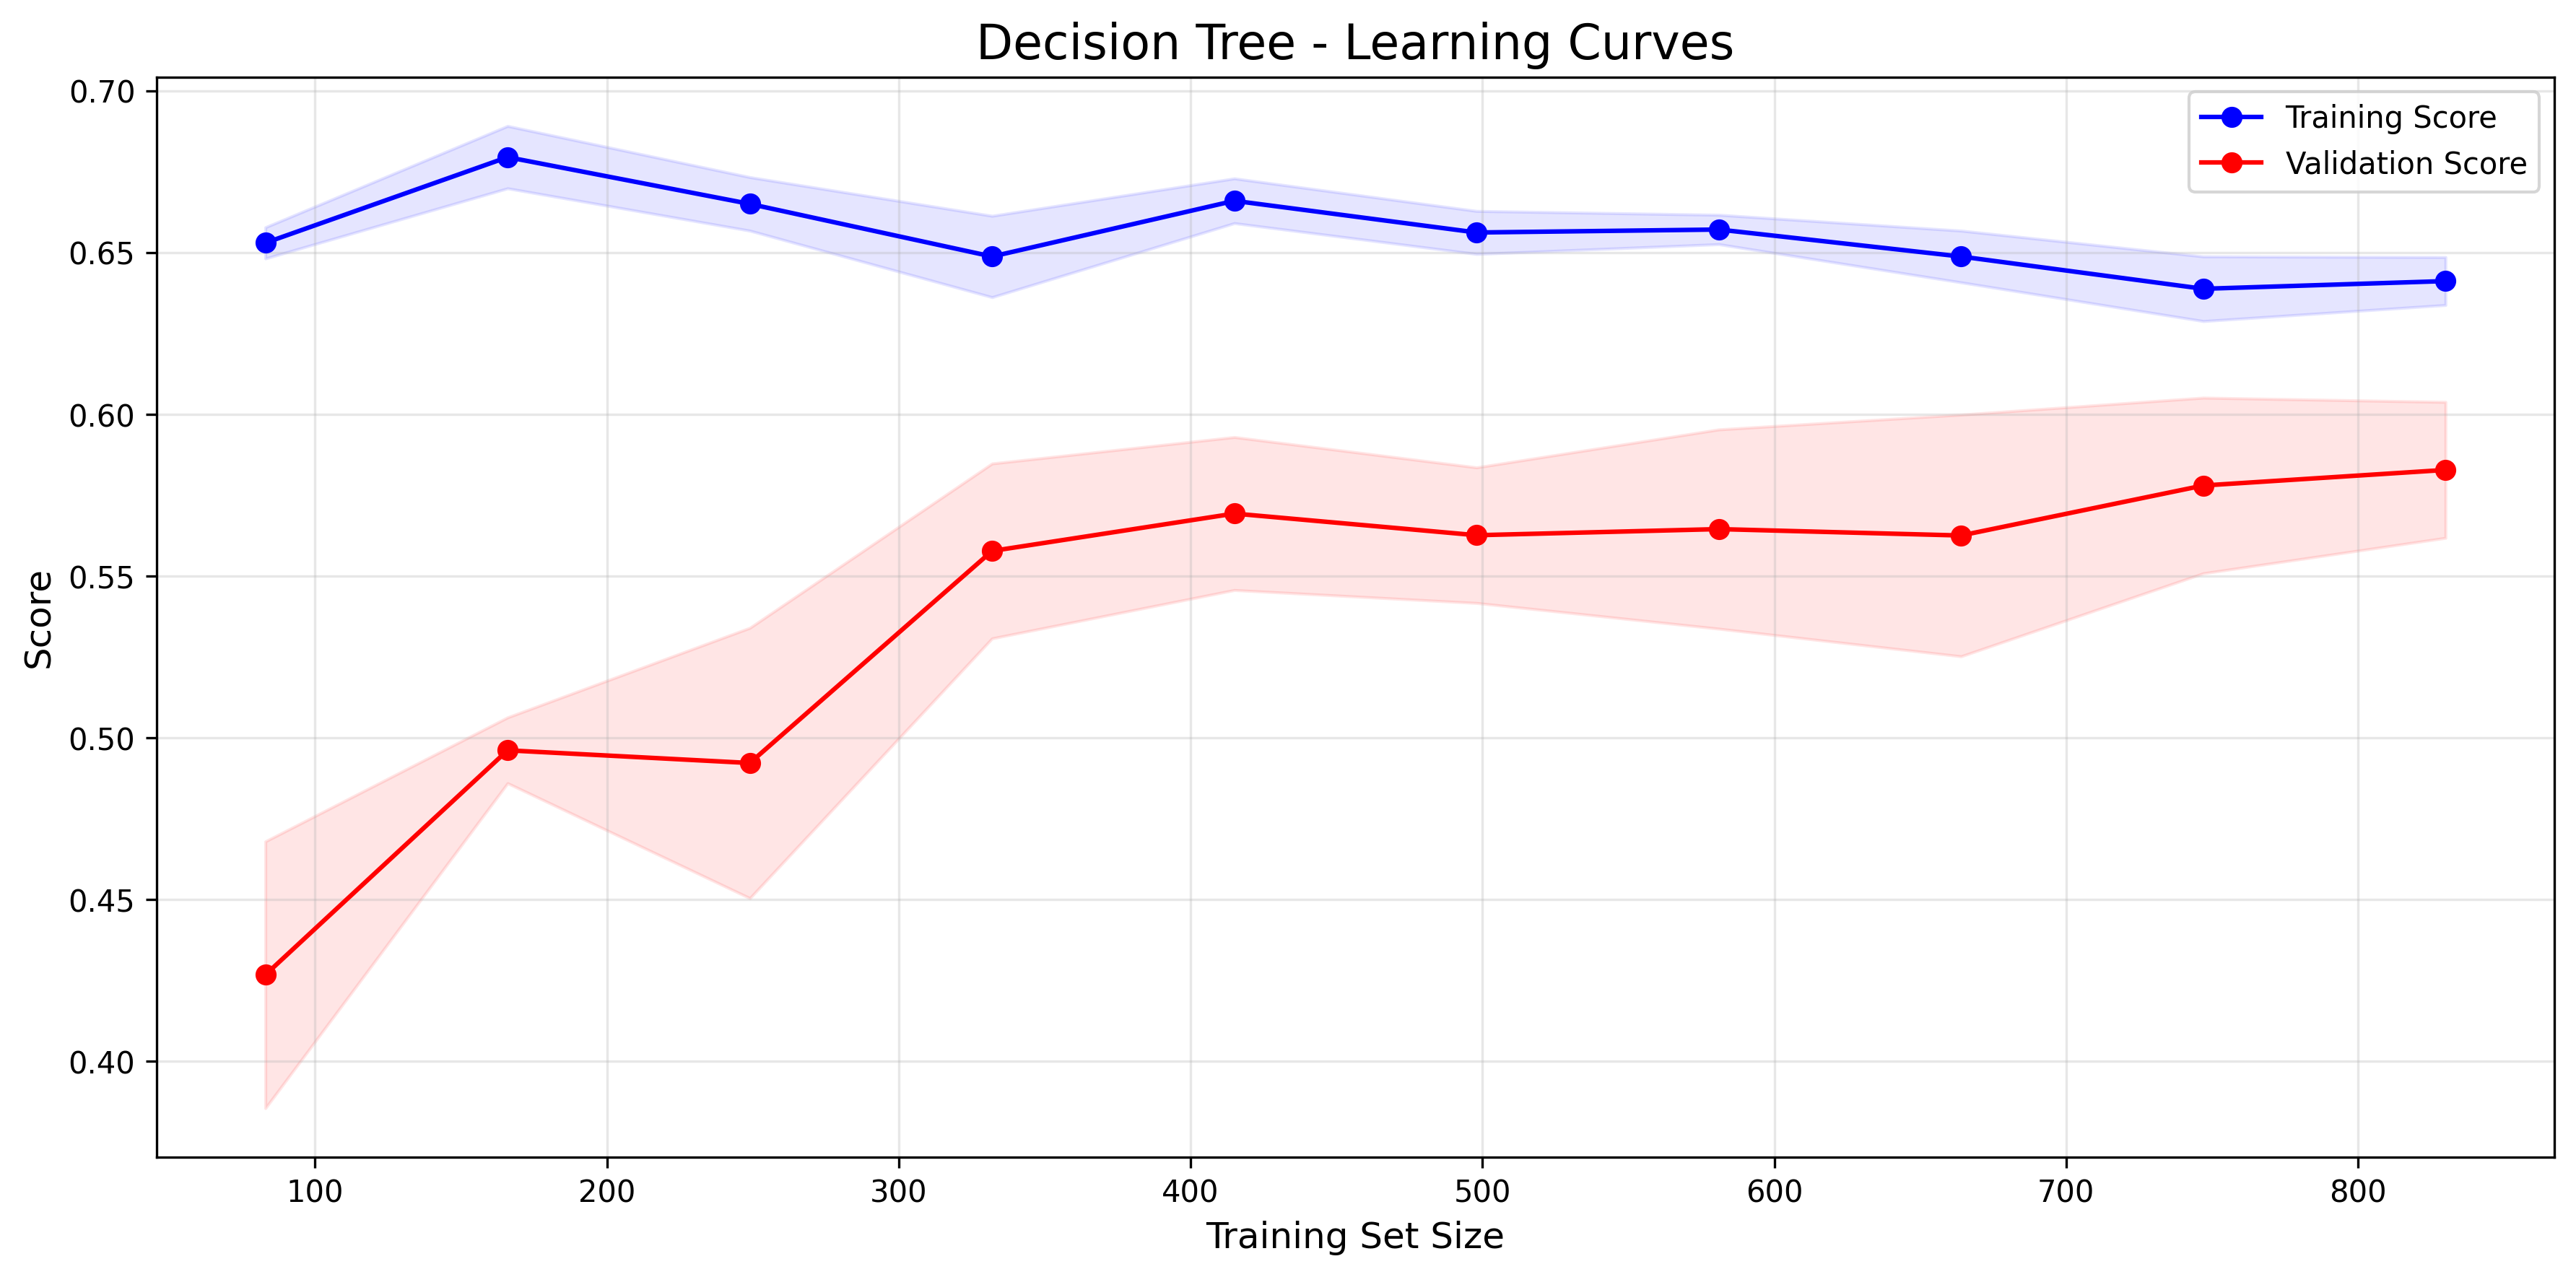 Decision Tree - Learning Curves
Training Score
Validation Score
Score
0.70
0.65
0.60
0.55
0.50
0.45
0.40
100 200 300 400 500 600 700 800
Training Set Size